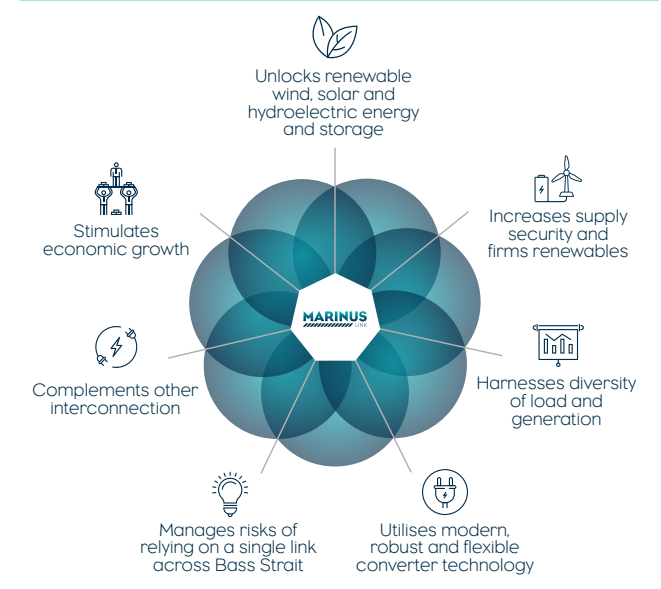 Unlocks renewable
wind, solar and
hydroelectric energy
and storage
Increases supply
security and
firms renewables
Harnesses diversity
of load and
generation
Utilises modern,
robust and flexible
converter technology
Manages risks of
relying on a single link
across Bass Strait
Complements other
interconnection
Stimulates
economic growth
MARINUS
LINK